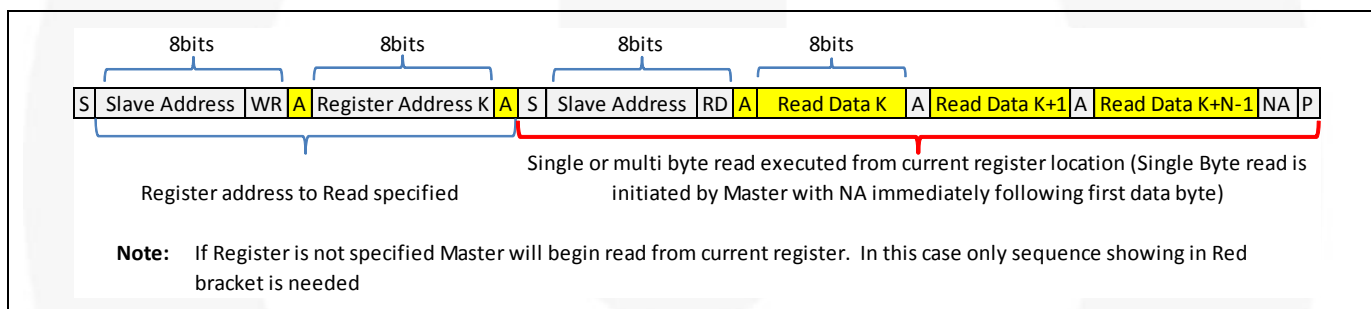 8bits 8bits 8bits 8bits
S Slave Address WR A Register Address K A S Slave Address RD A Read Data K A Read Data K+1 A Read Data K+N-1 NA P
Register address to Read specified
Single or multi byte read executed from current register location (Single Byte read is
initiated by Master with NA immediately following first data byte)
Note: If Register is not specified Master will begin read from current register. In this case only sequence showing in Red
bracket is needed